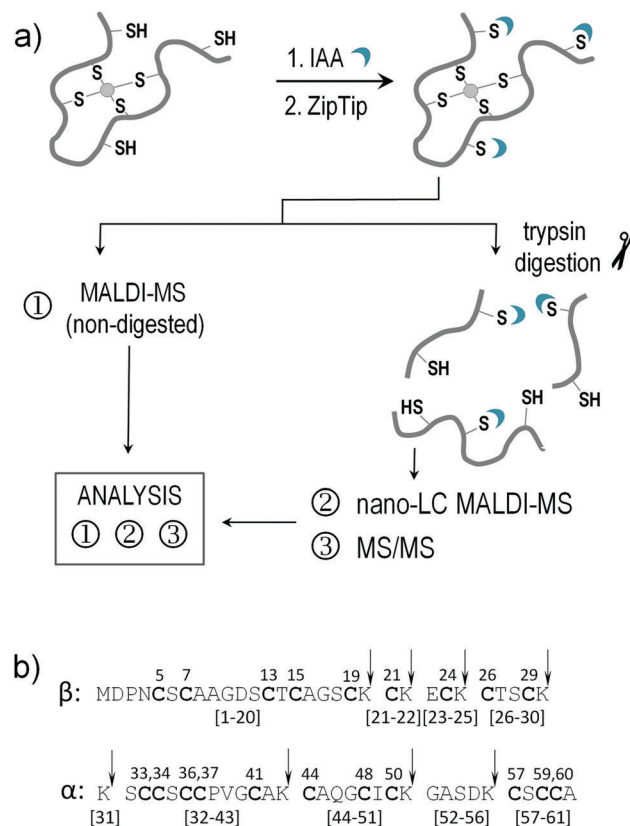 a)
SH
SH
S
S
S
S
SH
1. IAA
2. ZipTip
S
S
S
S
S
S
S
trypsin
digestion
① MALDI-MS
(non-digested)
S
S
SH
SH
HS
S
SH
ANALYSIS
① ② ③
② nano-LC MALDI-MS
③ MS/MS
b)
5 7 13 15 19 21 24 26 29
β: MDPNCSCAAGDSCTCAGSCK CK ECK CTSCK
[1-20] [21-22] [23-25] [26-30]
33,34 36,37 41 44 48 50 57 59,60
α: K SCCSCCPVGCAK CAQGCICK GASDK CSCCA
[31] [32-43] [44-51] [52-56] [57-61]